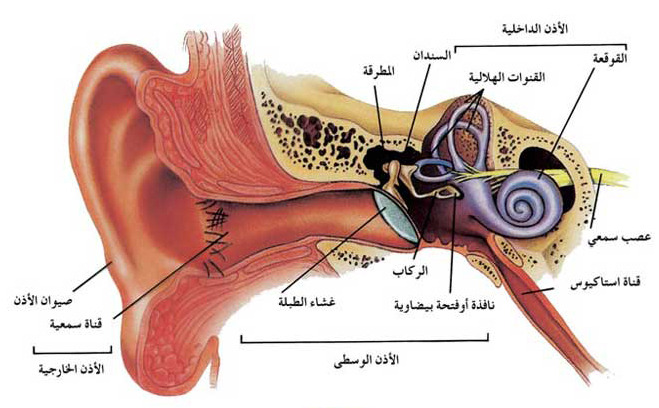 الأذن الداخلية
السندان
القوقعة
المطرقة
القنوات الهلالية
عصب سمعي
الركاب
قناة استاكيوس
صيوان الأذن
غشاء الطبلة
نافذة أوفتحة بيضاوية
قناة سمعية
الأذن الوسطى
الأذن الخارجية